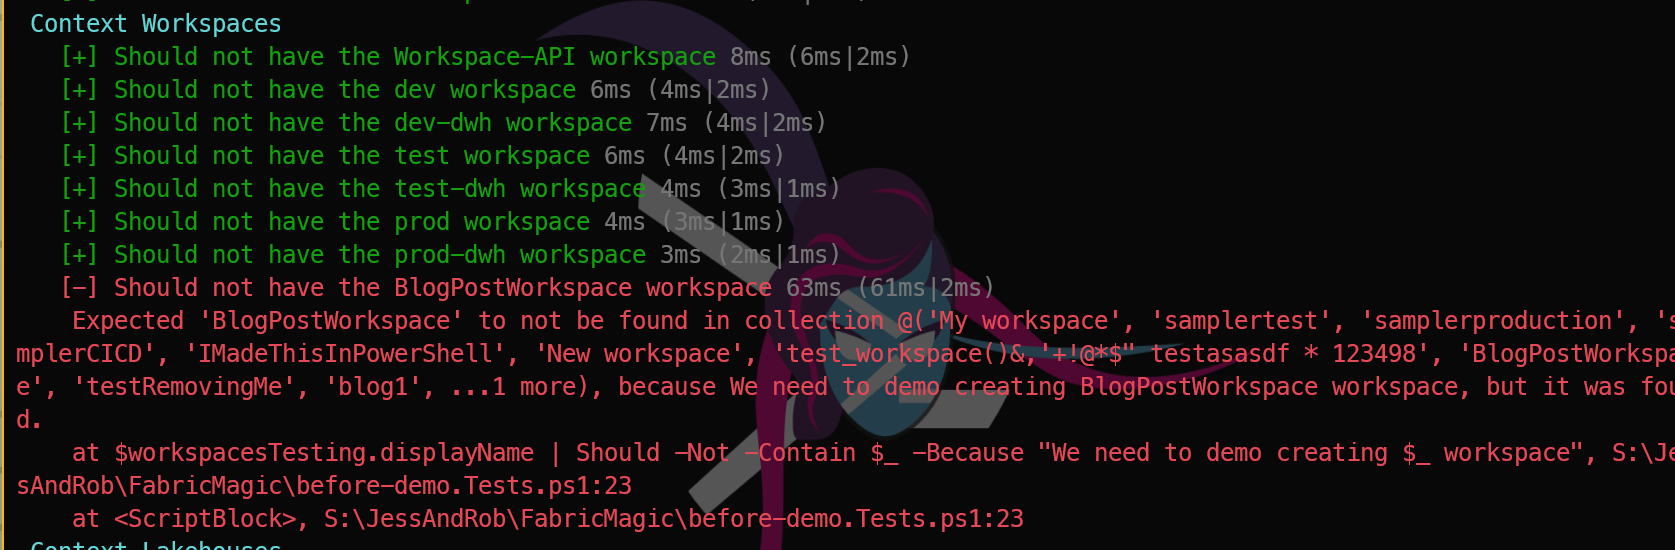 Context Workspaces
[+] Should not have the Workspace-API workspace 8ms (6ms|2ms)
[+] Should not have the dev workspace 6ms (4ms|2ms)
[+] Should not have the dev-dwh workspace 7ms (4ms|2ms)
[+] Should not have the test workspace 6ms (4ms|2ms)
[+] Should not have the test-dwh workspace 4ms (3ms|1ms)
[+] Should not have the prod workspace 4ms (3ms|1ms)
[+] Should not have the prod-dwh workspace 3ms (2ms|1ms)
[-] Should not have the BlogPostWorkspace workspace 63ms (61ms|2ms)
Expected 'BlogPostWorkspace' to not be found in collection @('My workspace', 'samplertest', 'samplerproduction', 's
mplerCICD', 'IMadeThisInPowerShell', 'New workspace', 'test_workspace()&,'+!@*$" testasasdf * 123498', 'BlogPostWorkspa
e', 'testRemovingMe', 'blog1', ...1 more), because We need to demo creating BlogPostWorkspace workspace, but it was fou
d.
at $workspacesTesting.displayName | Should -Not -Contain $_ -Because "We need to demo creating $_ workspace", S:\Je
sAndRob\FabricMagic\before-demo.Tests.ps1:23
at <ScriptBlock>, S:\JessAndRob\FabricMagic\before-demo.Tests.ps1:23
Context Lakehouses